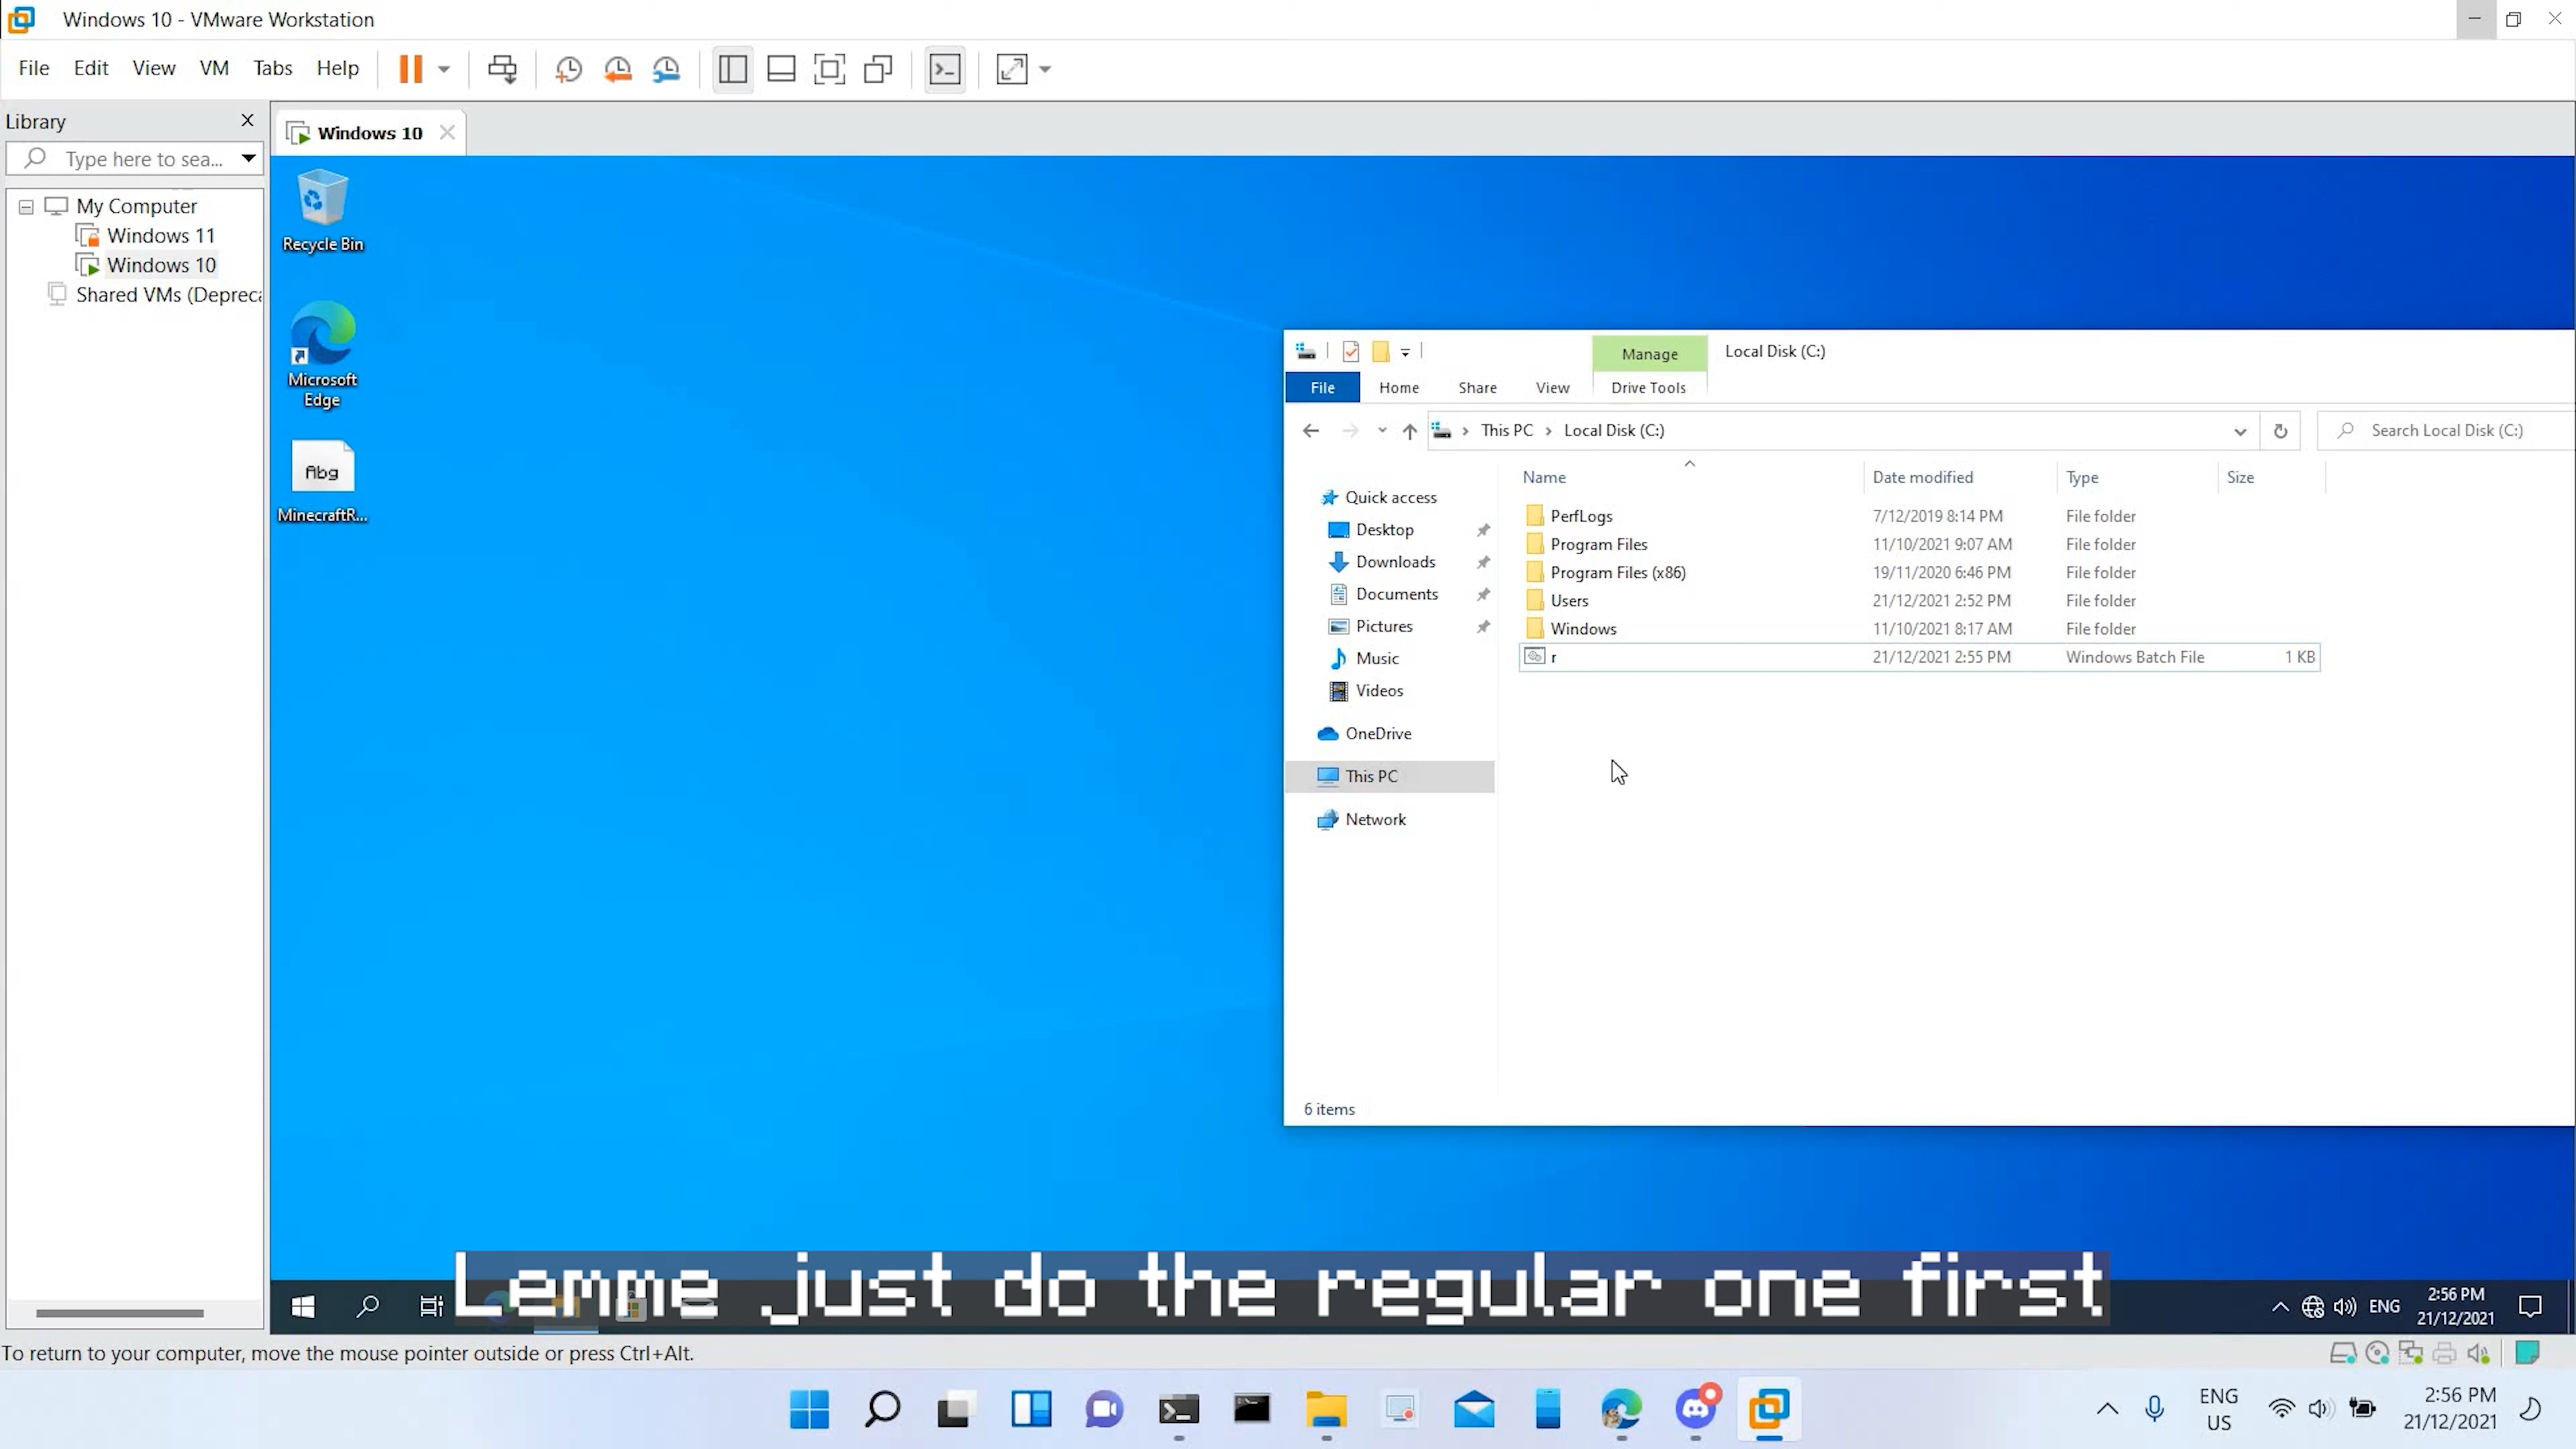 Windows 10 - VMware Workstation
File Edit View VM Tabs Help
Library
Type here to sea...
My Computer
Windows 11
Windows 10
Shared VMs (Depreca
Windows 10
Recycle Bin
Microsoft
Edge
Abg
MinecraftR...
Manage
Local Disk (C:)
File Home Share View Drive Tools
This PC Local Disk (C:)
Search Local Disk (C:)
Name Date modified Type Size
Quick access
Desktop
Downloads
Documents
Pictures
Music
Videos
OneDrive
This PC
Network
PerfLogs 7/12/2019 8:14 PM File folder
Program Files 11/10/2021 9:07 AM File folder
Program Files (x86) 19/11/2020 6:46 PM File folder
Users 21/12/2021 2:52 PM File folder
Windows 11/10/2021 8:17 AM File folder
r 21/12/2021 2:55 PM Windows Batch File 1 KB
6 items
Lemme just do the regular one first
ENG
2:56 PM
21/12/2021
To return to your computer, move the mouse pointer outside or press Ctrl+Alt.
ENG
US
2:56 PM
21/12/2021